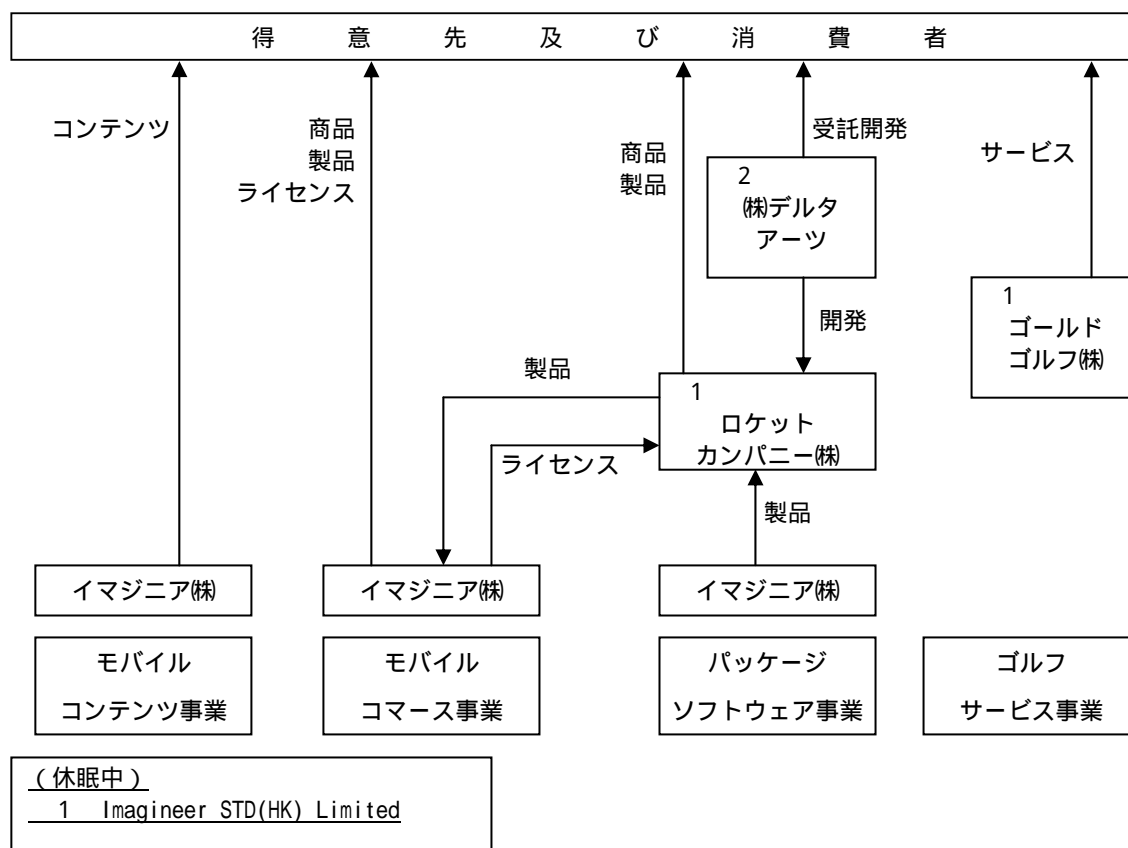 得意先及び消費者
コンテンツ
商品
製品
ライセンス
商品
製品
受託開発
サービス
2
㈱デルタ
アーツ
開発
1
ゴールド
ゴルフ㈱
製品
1
ロケット
カンパニー㈱
ライセンス
製品
イマジニア㈱
イマジニア㈱
イマジニア㈱
モバイル
コンテンツ事業
モバイル
コマース事業
パッケージ
ソフトウェア事業
ゴルフ
サービス事業
(休眠中)
1 Imagineer STD(HK) Limited